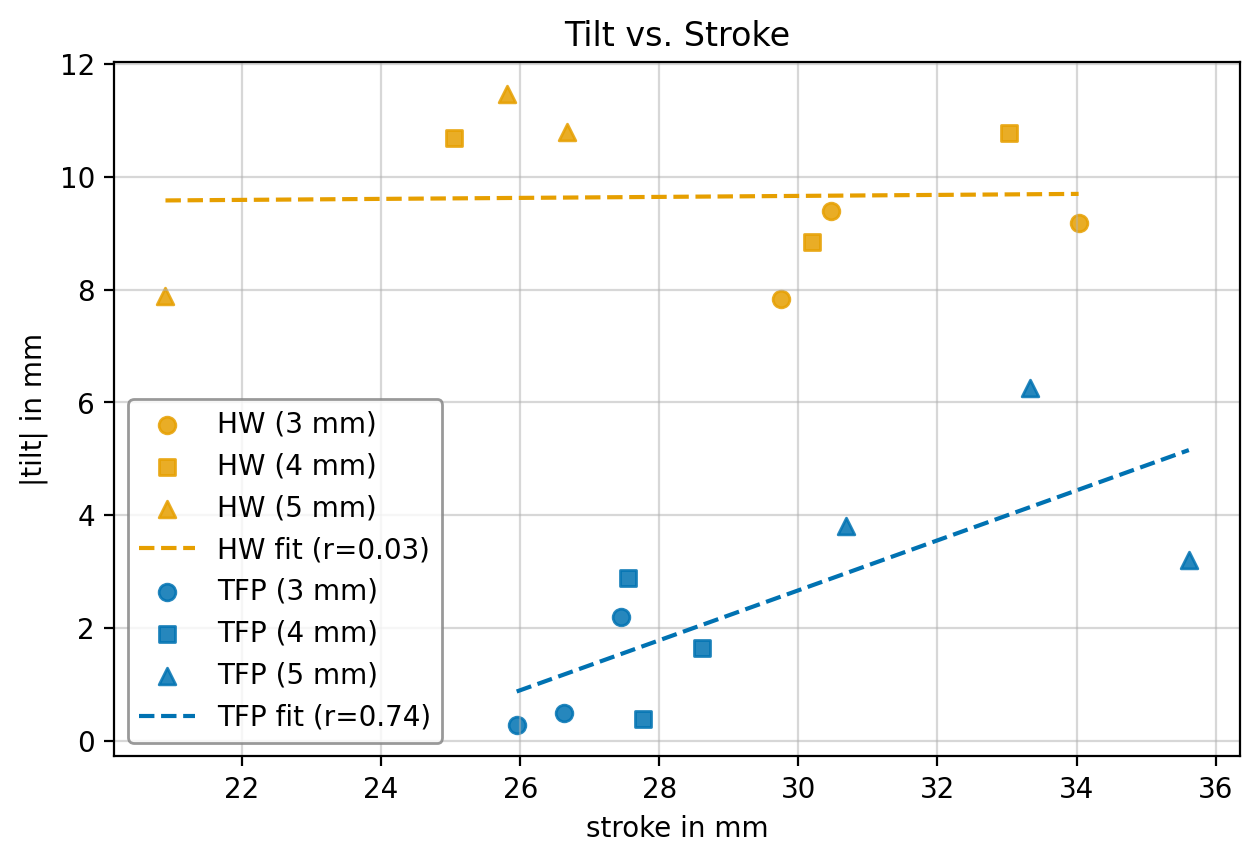 Tilt vs. Stroke
|tilt| in mm
12
10
8
6
4
2
0
HW (3 mm)
HW (4 mm)
HW (5 mm)
HW fit (r=0.03)
TFP (3 mm)
TFP (4 mm)
TFP (5 mm)
TFP fit (r=0.74)
22 24 26 28 30 32 34 36
stroke in mm